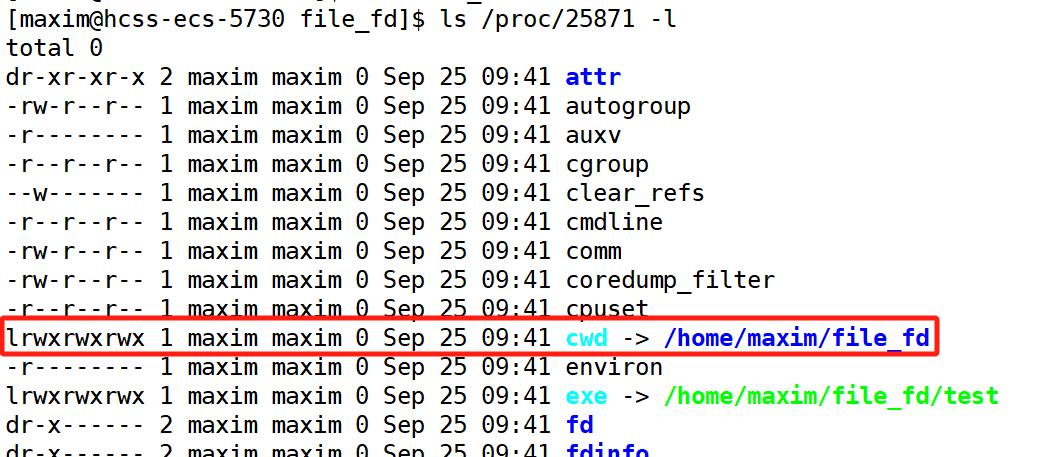 [maxim@hcss-ecs-5730 file_fd]$ ls /proc/25871 -l
total 0
dr-xr-xr-x 2 maxim maxim 0 Sep 25 09:41 attr
-rw-r--r-- 1 maxim maxim 0 Sep 25 09:41 autogroup
-r-------- 1 maxim maxim 0 Sep 25 09:41 auxv
-r--r--r-- 1 maxim maxim 0 Sep 25 09:41 cgroup
--w------- 1 maxim maxim 0 Sep 25 09:41 clear_refs
-r--r--r-- 1 maxim maxim 0 Sep 25 09:41 cmdline
-rw-r--r-- 1 maxim maxim 0 Sep 25 09:41 comm
-rw-r--r-- 1 maxim maxim 0 Sep 25 09:41 coredump_filter
-r--r--r-- 1 maxim maxim 0 Sep 25 09:41 cpuset
lrwxrwxrwx 1 maxim maxim 0 Sep 25 09:41 cwd -> /home/maxim/file_fd
-r-------- 1 maxim maxim 0 Sep 25 09:41 environ
lrwxrwxrwx 1 maxim maxim 0 Sep 25 09:41 exe -> /home/maxim/file_fd/test
dr-x------ 2 maxim maxim 0 Sep 25 09:41 fd
dr-x------ 2 maxim maxim 0 Sep 25 09:41 fdinfo